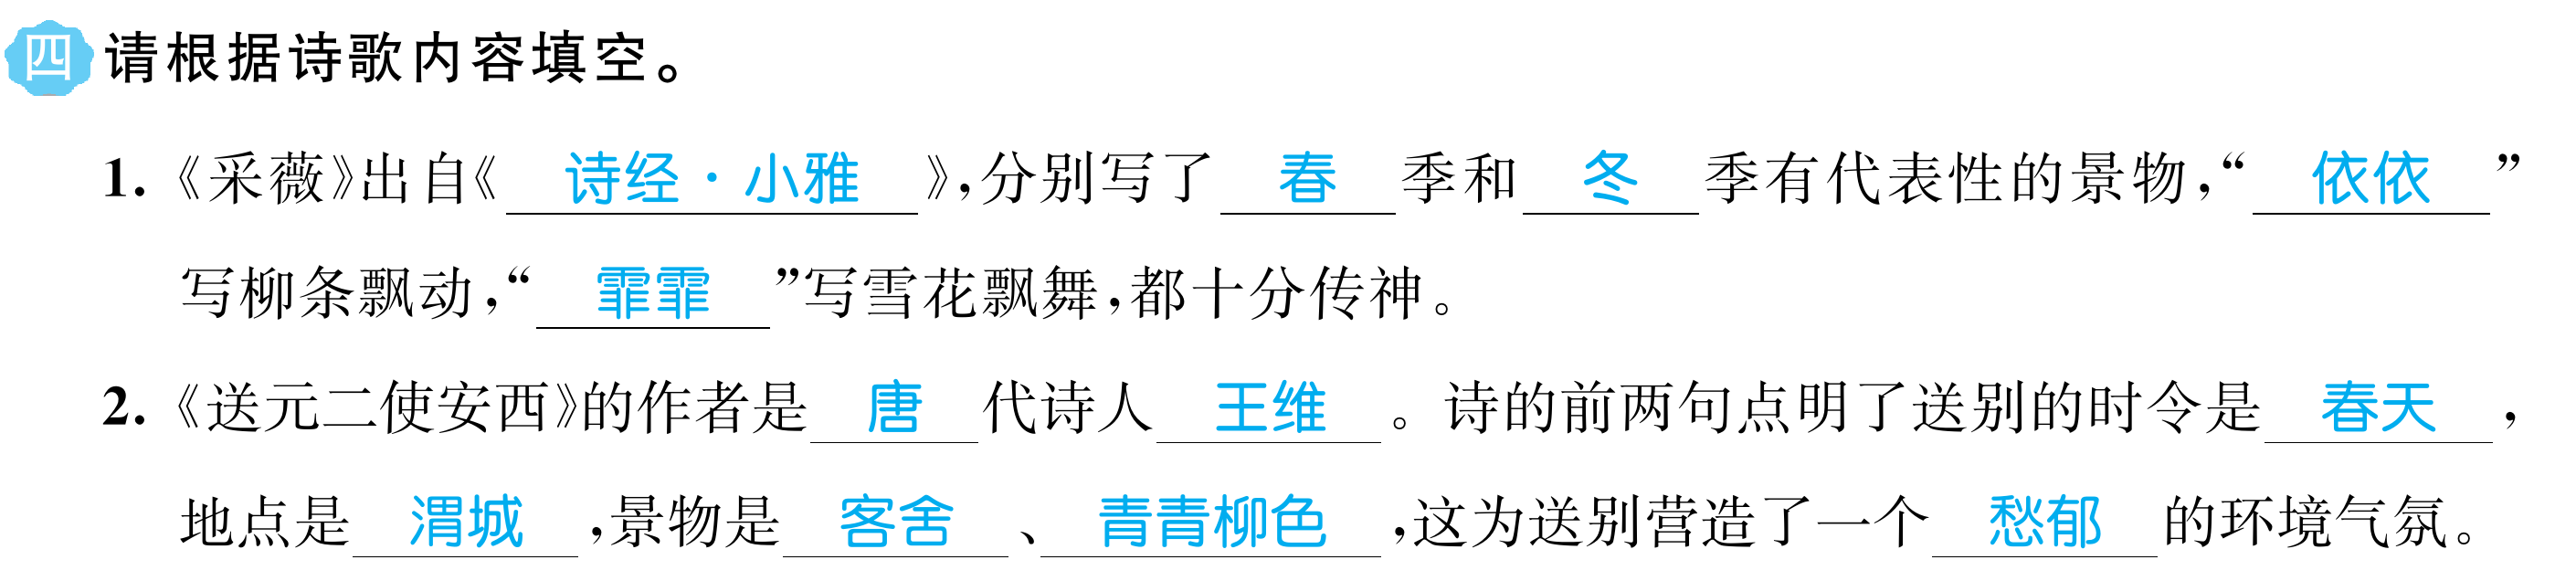 四 请根据诗歌内容填空。
1.《采薇》出自《 诗经·小雅 》,分别写了 春 季和 冬 季有代表性的景物,“ 依依 ”
写柳条飘动,“ 霏霏 ”写雪花飘舞,都十分传神。
2.《送元二使安西》的作者是 唐 代诗人 王维 。诗的前两句点明了送别的时令是 春天 ,
地点是 渭城 ,景物是 客舍 、 青青柳色 ,这为送别营造了一个 愁郁 的环境气氛。